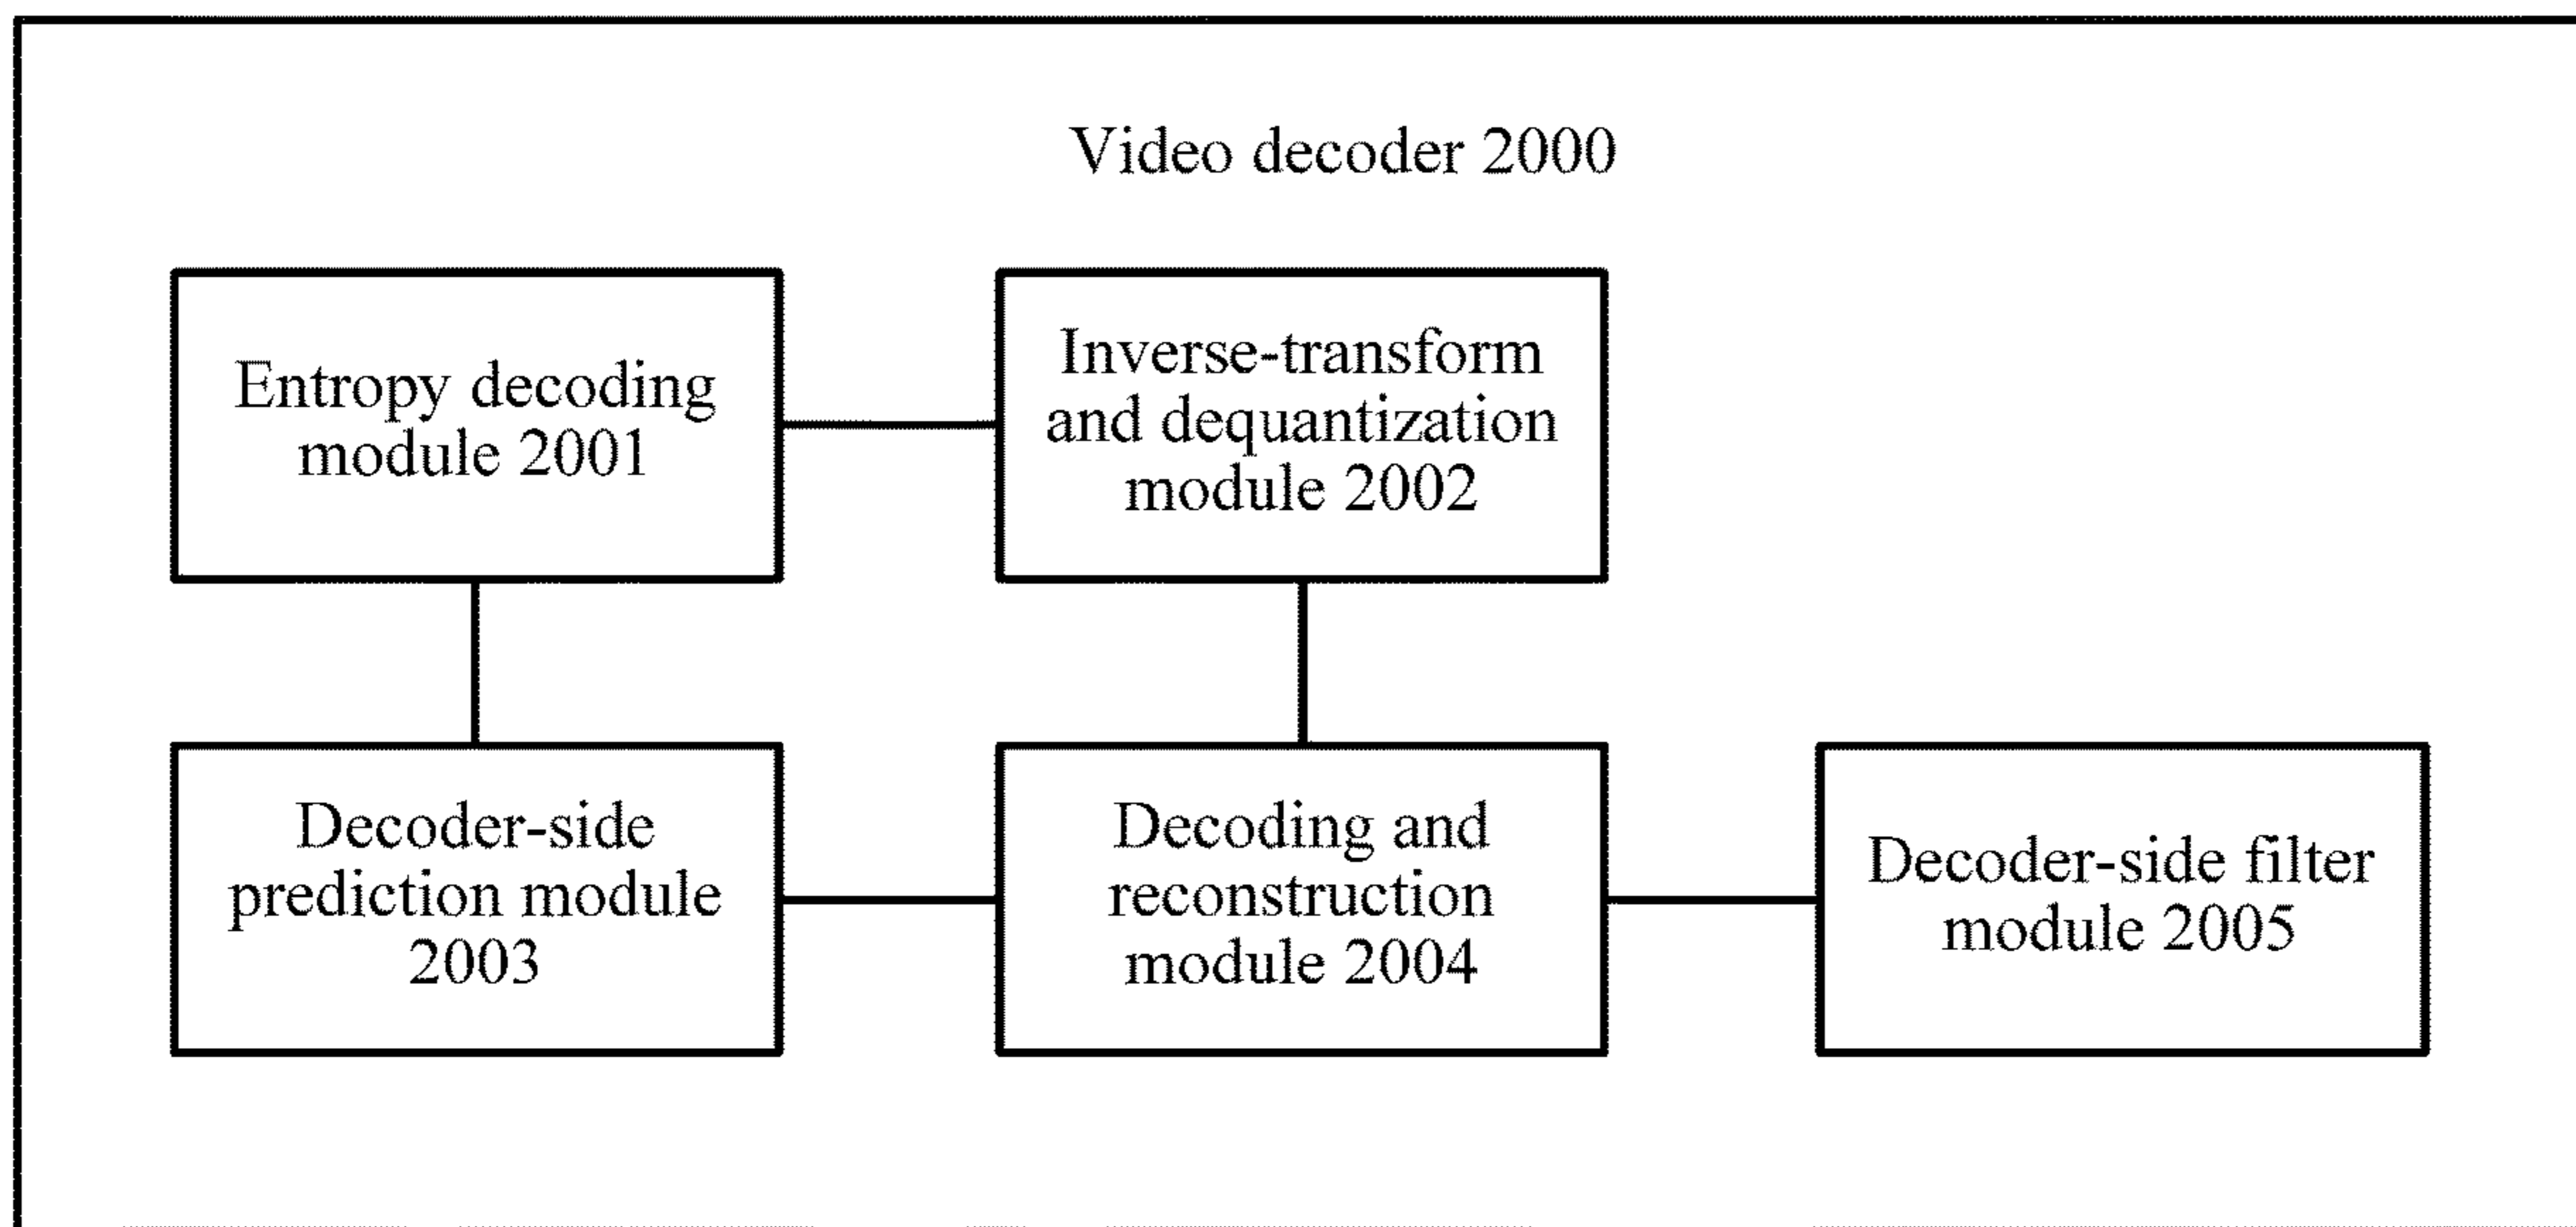 Video decoder 2000
Entropy decoding
module 2001
Inverse-transform
and dequantization
module 2002
Decoder-side
prediction module
2003
Decoding and
reconstruction
module 2004
Decoder-side filter
module 2005